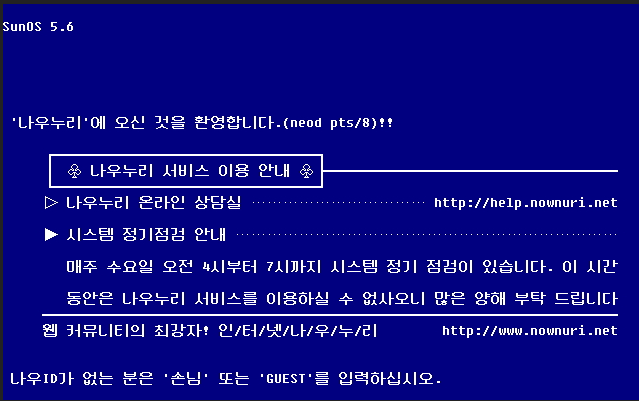 SunOS 5.6
'나우누리'에 오신 것을 환영합니다.(neod pts/8)!!
♧ 나우누리 서비스 이용 안내 ♧
▷ 나우누리 온라인 상담실 ························ http://help.nownuri.net
▶ 시스템 정기점검 안내 ················································
매주 수요일 오전 4시부터 7시까지 시스템 정기 점검이 있습니다. 이 시간
동안은 나우누리 서비스를 이용하실 수 없사오니 많은 양해 부탁 드립니다
웹 커뮤니티의 최강자! 인/터/넷/나/우/누/리 http://www.nownuri.net
나우ID가 없는 분은 '손님' 또는 'GUEST'를 입력하십시오.